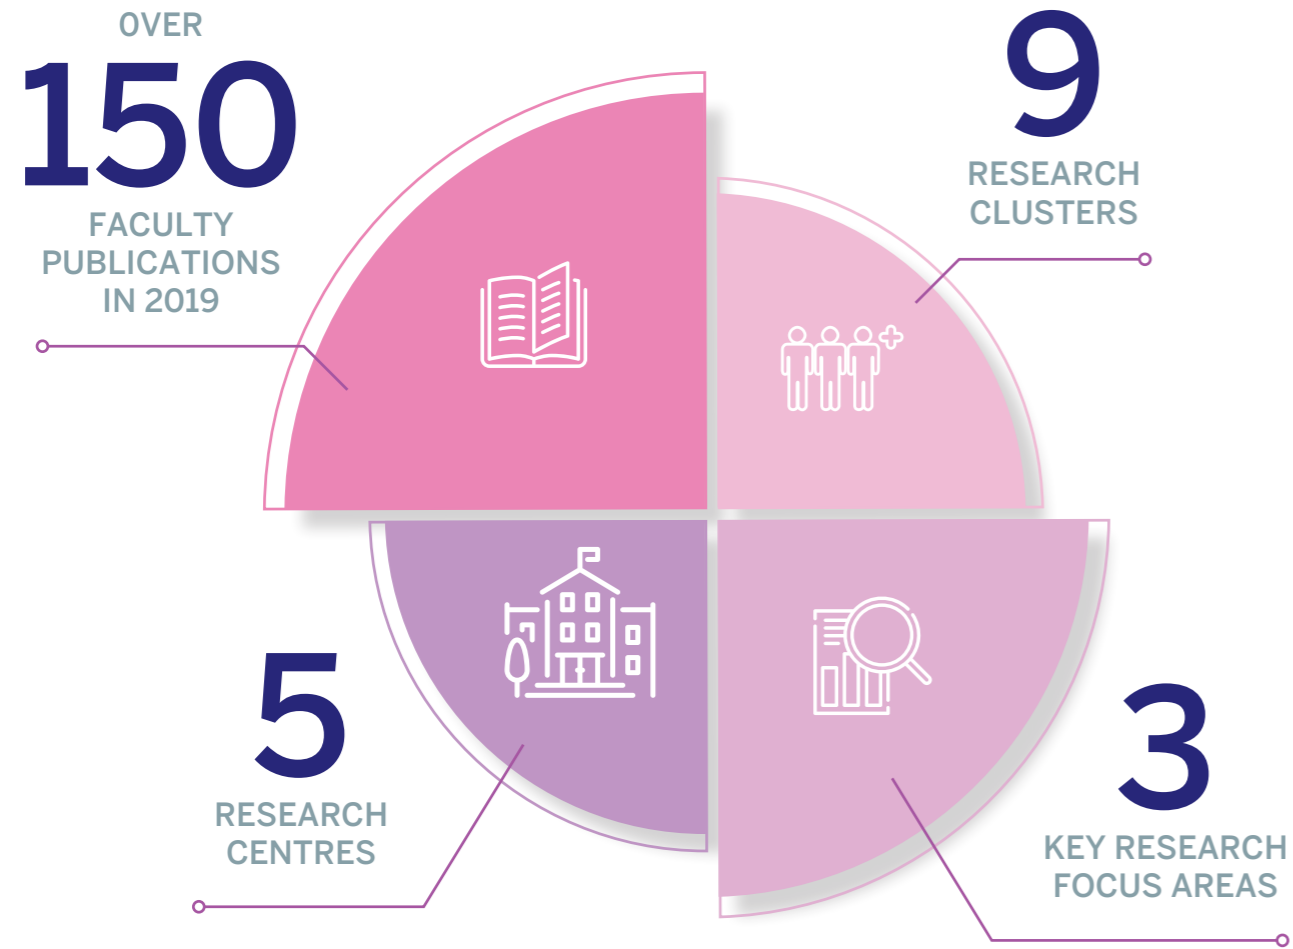 OVER
150
FACULTY
PUBLICATIONS
IN 2019
9
RESEARCH
CLUSTERS
5
RESEARCH
CENTRES
3
KEY RESEARCH
FOCUS AREAS